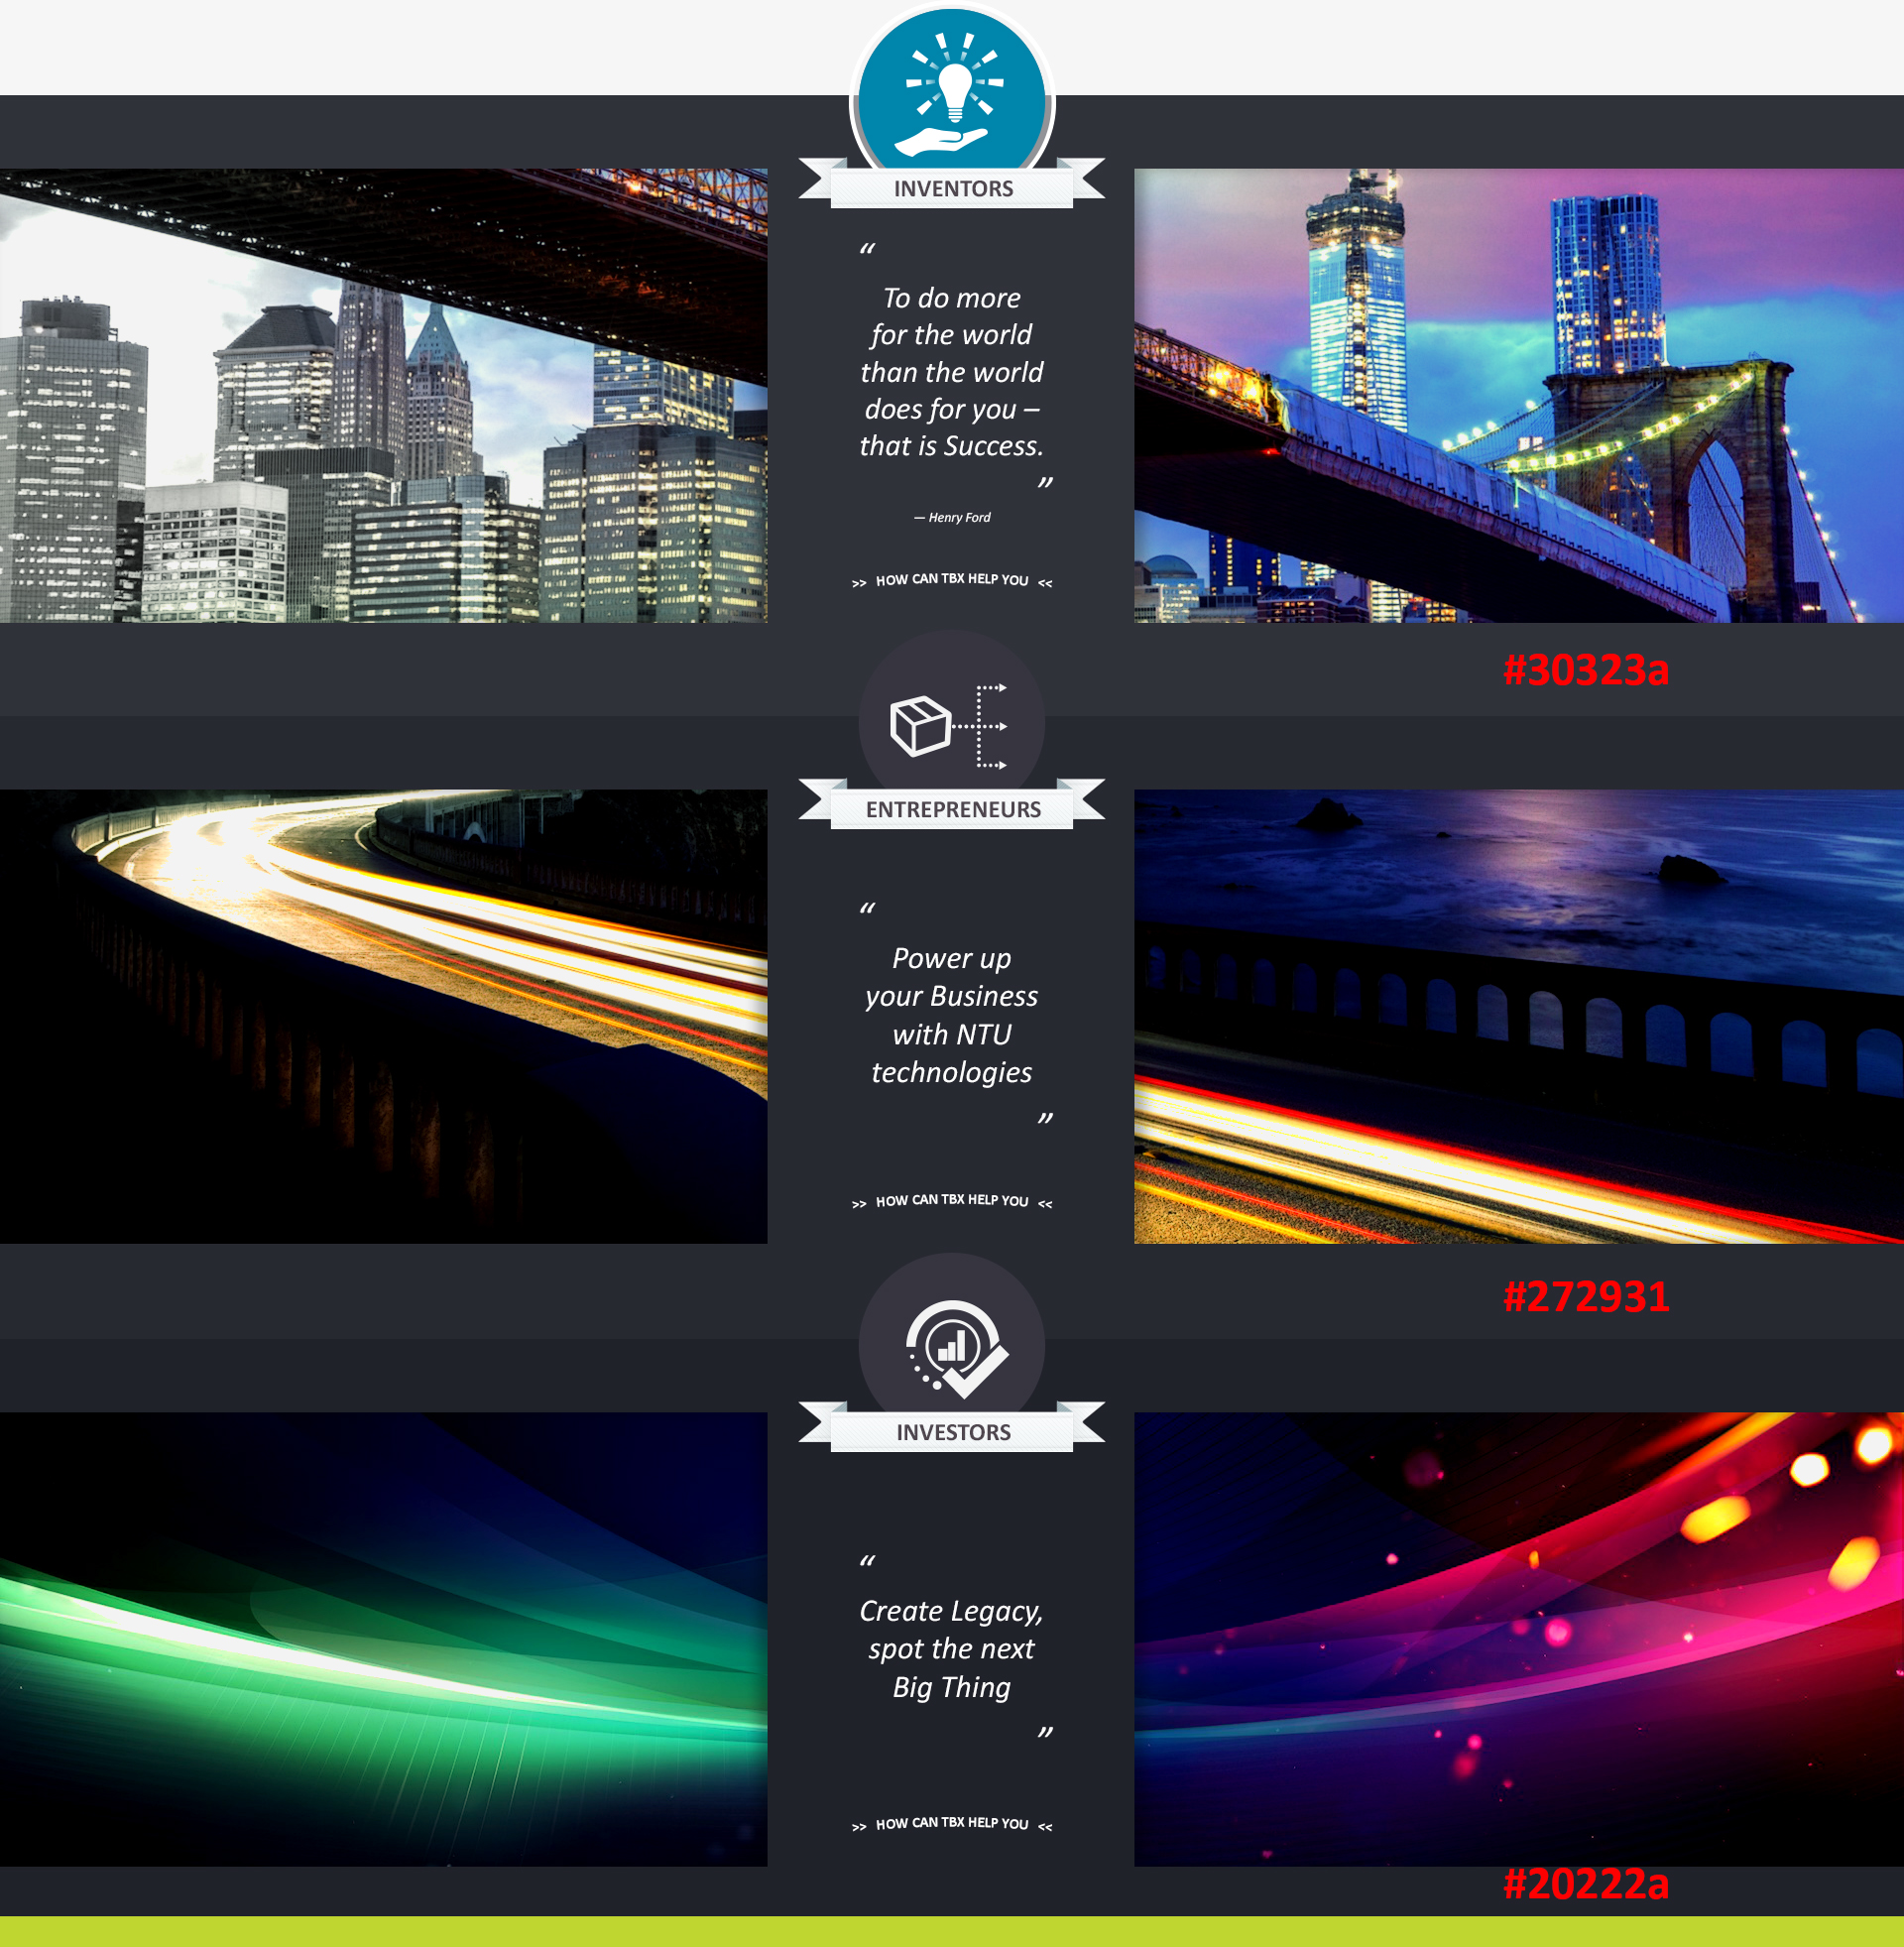 INVENTORS
“
To do more
for the world
than the world
does for you –
that is Success.
”
— Henry Ford
>> HOW CAN TBX HELP YOU <<
#30323a
ENTREPRENEURS
“
Power up
your Business
with NTU
technologies
”
>> HOW CAN TBX HELP YOU <<
#272931
INVESTORS
“
Create Legacy,
spot the next
Big Thing
”
>> HOW CAN TBX HELP YOU <<
#20222a